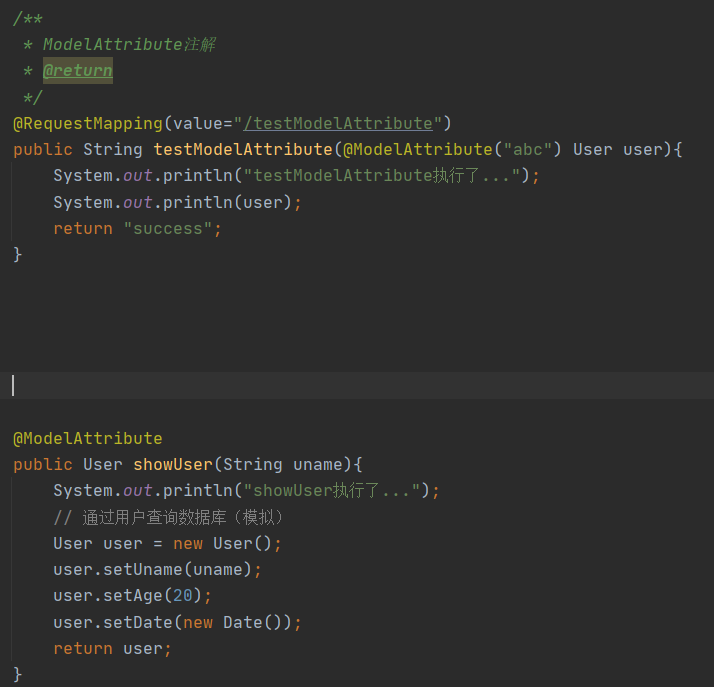 /**
 * ModelAttribute注解
 * @return
 */
@RequestMapping(value="/testModelAttribute")
public String testModelAttribute(@ModelAttribute("abc") User user){
    System.out.println("testModelAttribute执行了...");
    System.out.println(user);
    return "success";
}
@ModelAttribute
public User showUser(String uname){
    System.out.println("showUser执行了...");
    // 通过用户查询数据库（模拟）
    User user = new User();
    user.setUname(uname);
    user.setAge(20);
    user.setDate(new Date());
    return user;
}